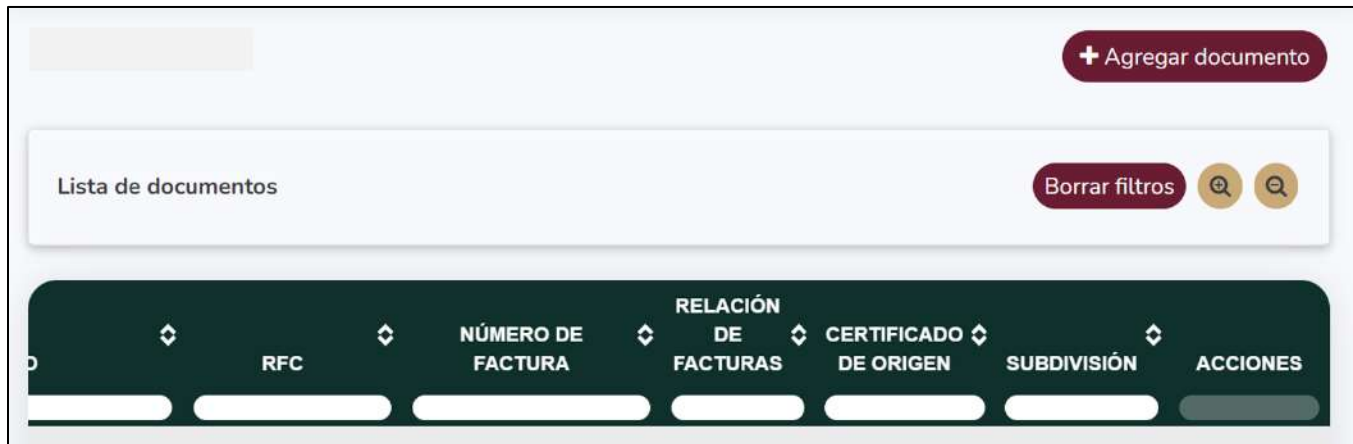 + Agregar documento
Lista de documentos
Borrar filtros
RFC
NÚMERO DE
FACTURA
RELACIÓN
DE
FACTURAS
CERTIFICADO
DE ORIGEN
SUBDIVISIÓN
ACCIONES